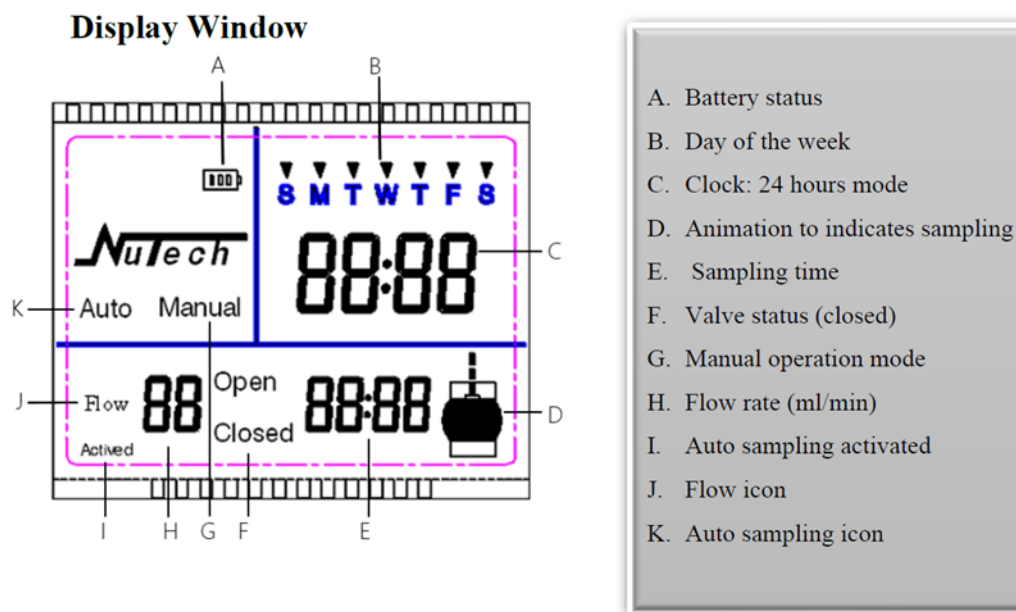 Display Window
A
B
S M T W T F S
NuTech
88:88
C
K
Auto Manual
J
Flow
88
Open
Closed
88:88
D
Actived
I
H
G
F
E
A. Battery status
B. Day of the week
C. Clock: 24 hours mode
D. Animation to indicates sampling
E. Sampling time
F. Valve status (closed)
G. Manual operation mode
H. Flow rate (ml/min)
I. Auto sampling activated
J. Flow icon
K. Auto sampling icon